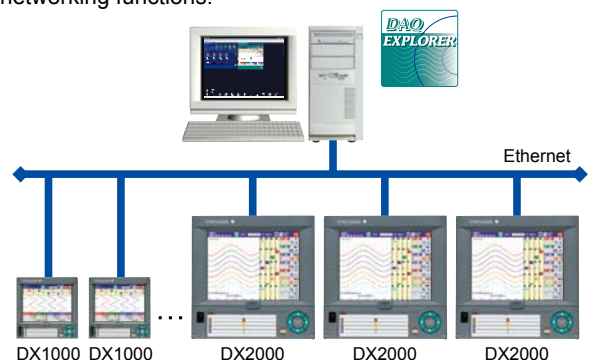 networking functions.
DAQ
EXPLORER
Ethernet
...
DX1000 DX1000 DX2000 DX2000 DX2000